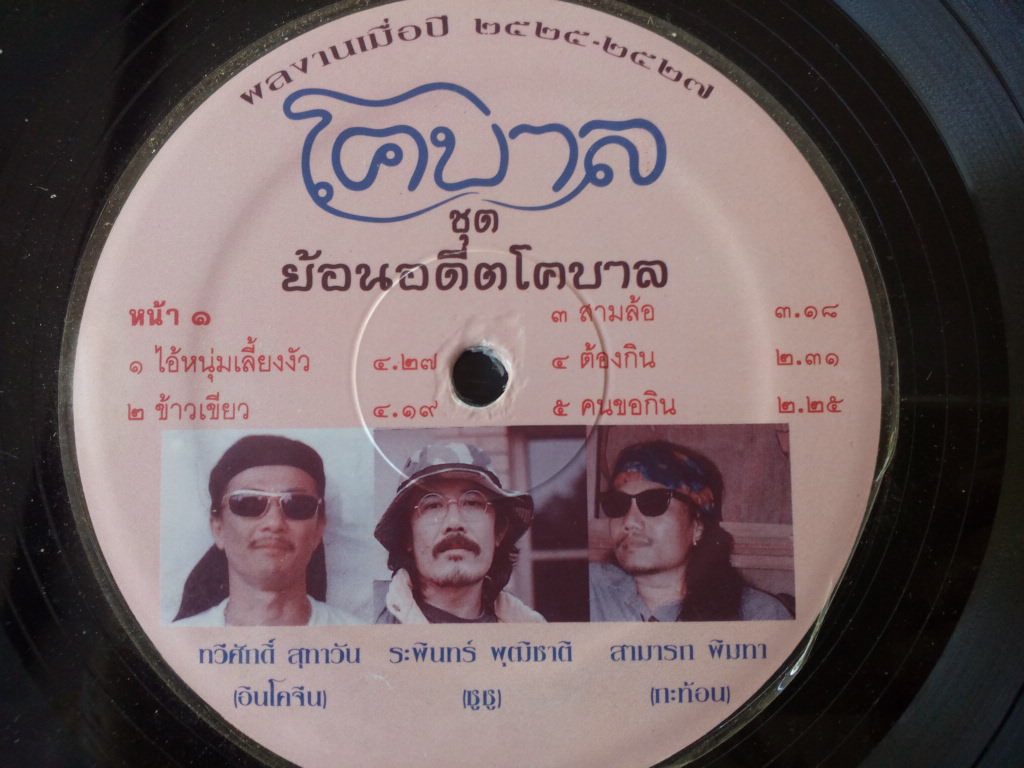 ผลงานเมื่อปี ๒๕๒๕-๒๕๒๗
โคบาล
ชุด
ย้อนอดีตโคบาล
หน้า ๑
๑ ไอ้หนุ่มเลี้ยงงัว ๔.๒๗
๒ ข้าวเขียว ๔.๑๙
๓ สามล้อ ๓.๑๘
๔ ต้องกิน ๒.๓๑
๕ คนขอกิน ๒.๒๕
ทวีศักดิ์ สุภาวัน ระพินทร์ พุฒิชาติ สามารถ พิมทา
(อินโคจีน) (ซูซู) (กะท้อน)